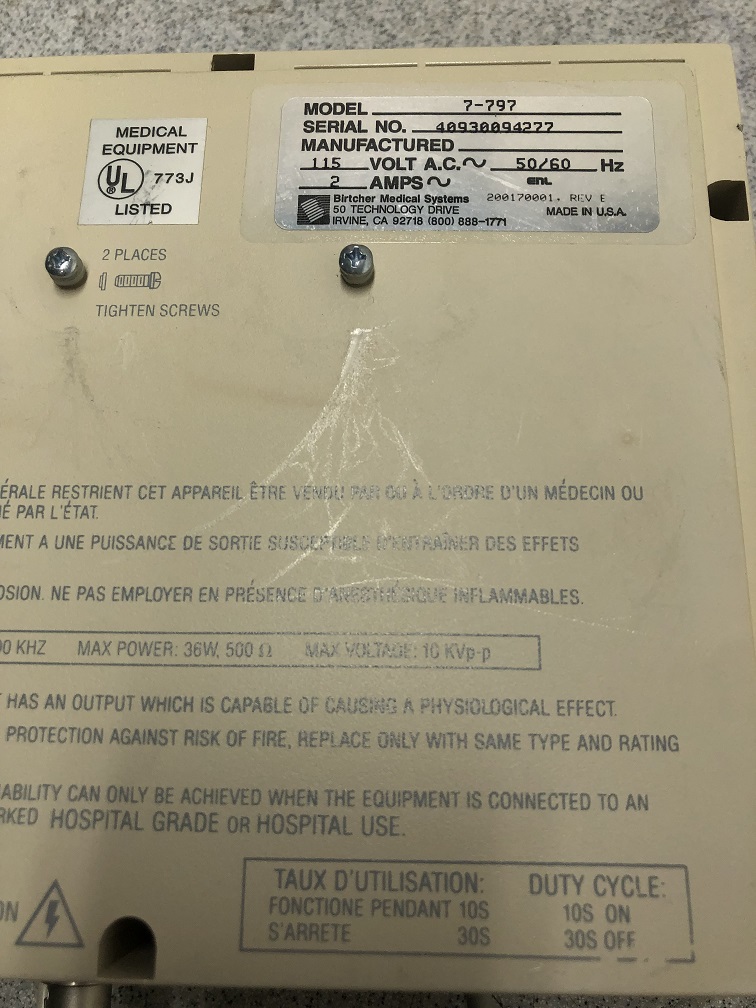 MEDICAL
EQUIPMENT
UL ® 773J
LISTED
MODEL 7-797
SERIAL NO. 40930094277
MANUFACTURED
115 VOLT A.C.~ 50/60 Hz
2 AMPS~
Birtcher Medical Systems 200170001. REV E
50 TECHNOLOGY DRIVE MADE IN U.S.A.
IRVINE, CA 92718 (800) 888-1771
2 PLACES
TIGHTEN SCREWS
ÉRALE RESTRIENT CET APPAREIL ÊTRE VENDU PAR OU À L'ORDRE D'UN MÉDECIN OU
É PAR L'ÉTAT.
MENT A UNE PUISSANCE DE SORTIE SUSCEPTIBLE D'ENTRAÎNER DES EFFETS
OSION. NE PAS EMPLOYER EN PRÉSENCE D'ANESTHÉSIQUE INFLAMMABLES.
00 KHZ MAX POWER: 36W, 500 Ω MAX VOLTAGE: 10 KVp-p
HAS AN OUTPUT WHICH IS CAPABLE OF CAUSING A PHYSIOLOGICAL EFFECT.
PROTECTION AGAINST RISK OF FIRE, REPLACE ONLY WITH SAME TYPE AND RATING
ABILITY CAN ONLY BE ACHIEVED WHEN THE EQUIPMENT IS CONNECTED TO AN
RKED HOSPITAL GRADE OR HOSPITAL USE.
ON
TAUX D'UTILISATION: DUTY CYCLE:
FONCTIONE PENDANT 10S 10S ON
S'ARRETE 30S 30S OFF